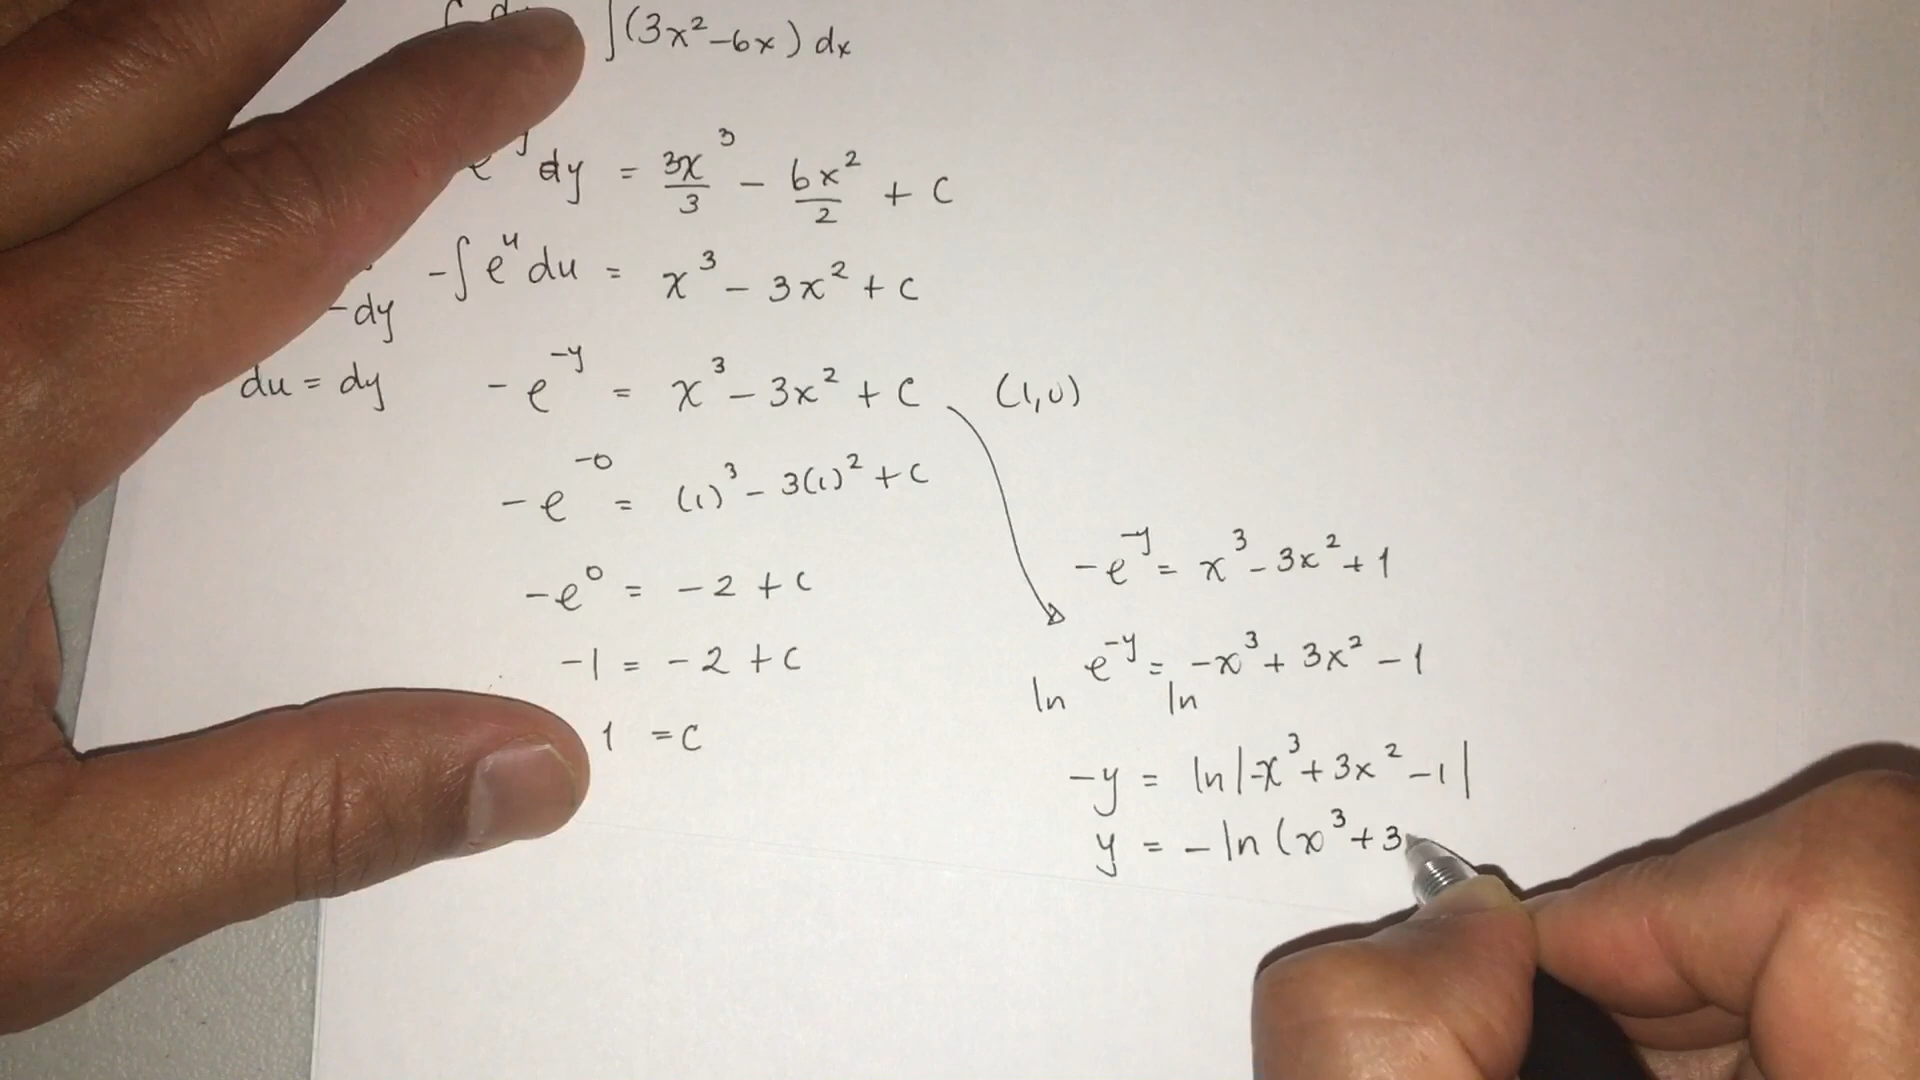 ∫(3x²-6x) dx
dy = 3x³/3 - 6x²/2 + C
-∫e^u du = x³ - 3x² + C
-dy
du = dy
-e^-y = x³ - 3x² + C (1,0)
-e^-0 = (1)³ - 3(1)² + C
-e^0 = -2 + C
-1 = -2 + C
1 = C
-e^-y = x³ - 3x² + 1
e^-y = -x³ + 3x² - 1
ln ln
-y = ln|-x³ + 3x² - 1|
y = -ln(x³ + 3